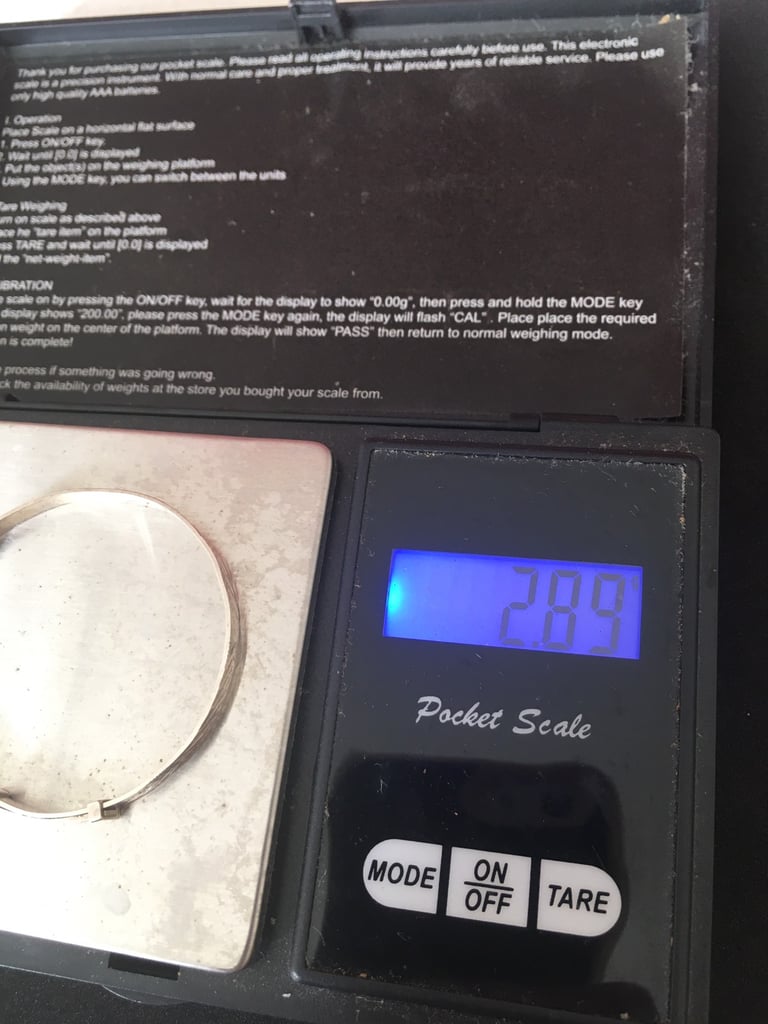 Thank you for purchasing our pocket scale. Please read all operating instructions carefully before use. This electronic
scale is a precision instrument. With normal care and proper treatment, it will provide years of reliable service. Please use
only high quality AAA batteries.
I. Operation
Place Scale on a horizontal flat surface
1. Press ON/OFF key.
Wait until [0.0] is displayed
Put the object(s) on the weighing platform
Using the MODE key, you can switch between the units
Tare Weighing
urn on scale as described above
ace he "tare item" on the platform
ss TARE and wait until [0.0] is displayed
the "net-weight-item".
IBRATION
scale on by pressing the ON/OFF key, wait for the display to show "0.00g", then press and hold the MODE key
display shows "200.00", please press the MODE key again, the display will flash "CAL" . Place place the required
n weight on the center of the platform. The display will show "PASS" then return to normal weighing mode.
n is complete!
process if something was going wrong.
ck the availability of weights at the store you bought your scale from.
2.89
Pocket Scale
MODE ON/OFF TARE